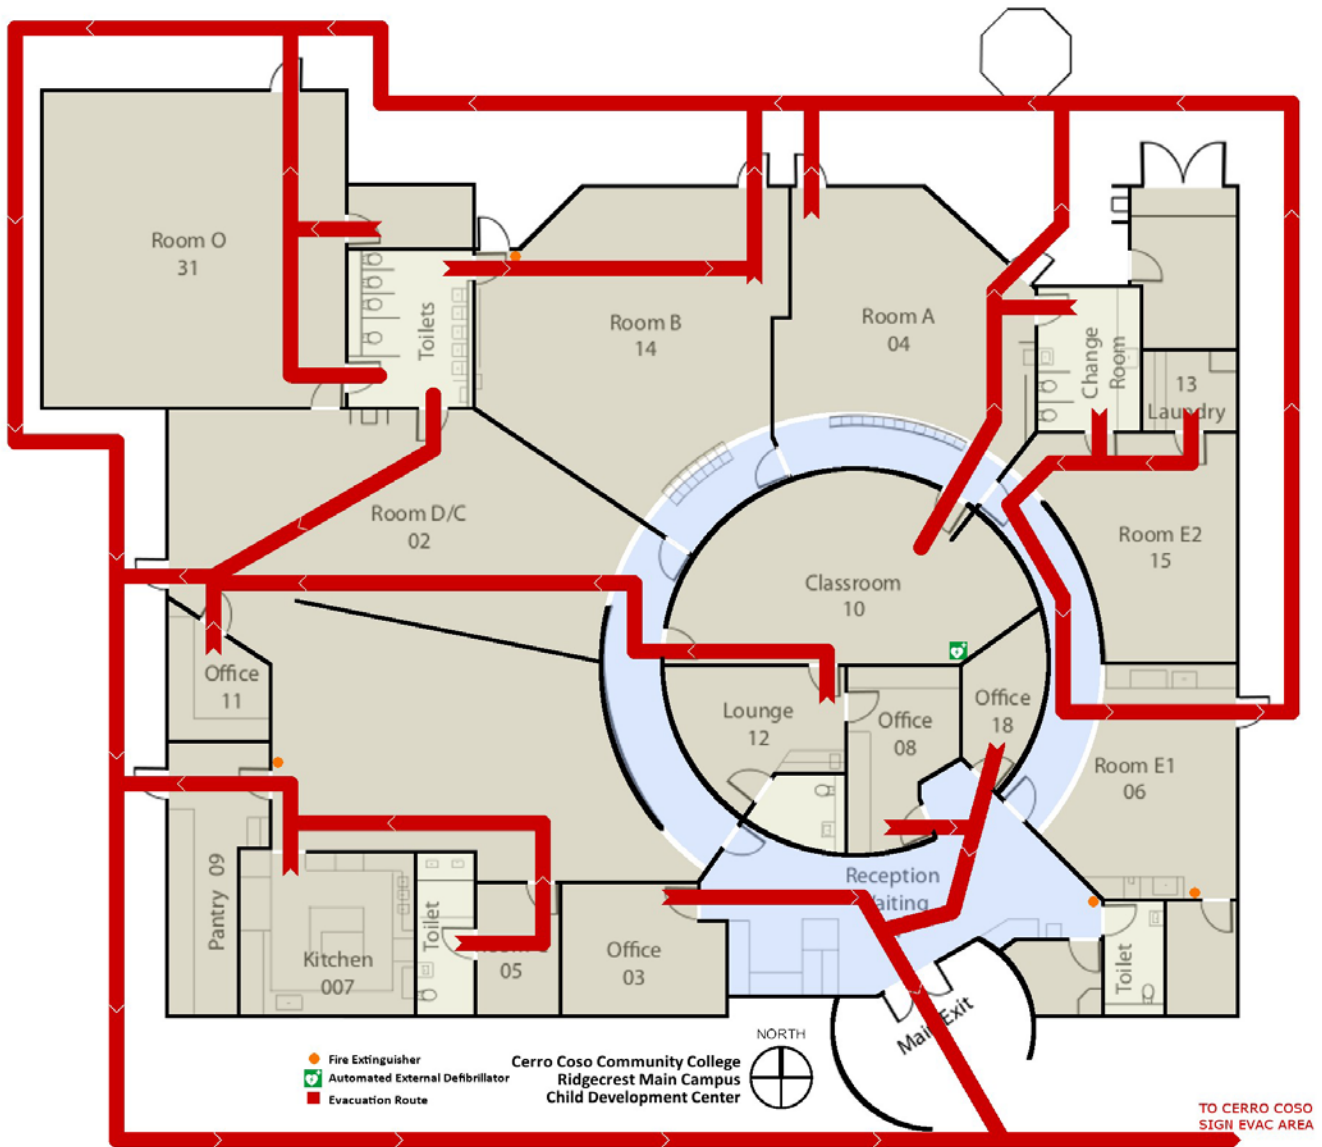 Room O
31
Toilets
Room B
14
Room A
04
Change
Room
13
Laundry
Room D/C
02
Room E2
15
Classroom
10
Office
11
Lounge
12
Office
08
Office
18
Room E1
06
Pantry 09
Kitchen
007
Toilet
05
Office
03
Reception
Toilet
Main Exit
NORTH
Fire Extinguisher
Automated External Defibrillator
Evacuation Route
Cerro Coso Community College
Ridgecrest Main Campus
Child Development Center
TO CERRO COSO
SIGN EVAC AREA